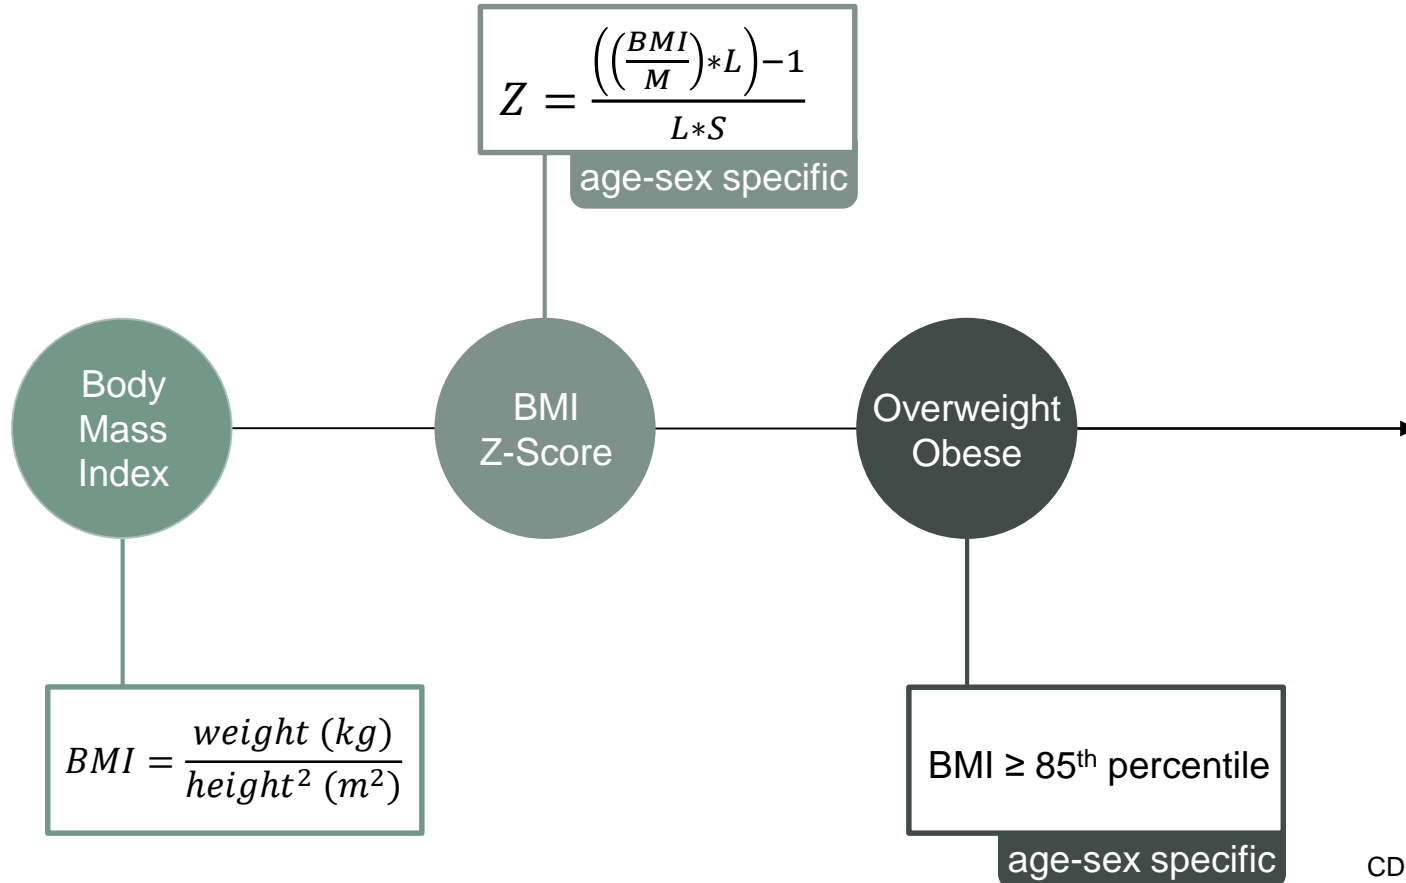 Z = (((BMI/M)*L)−1)/(L*S)
age-sex specific
Body
Mass
Index
BMI
Z-Score
Overweight
Obese
BMI = weight (kg)/height² (m²)
BMI ≥ 85th percentile
age-sex specific
CD